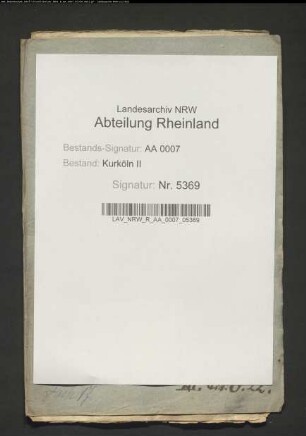 Landesarchiv NRW
Abteilung Rheinland
Bestands-Signatur: AA 0007
Bestand: Kurköln II
Signatur: Nr. 5369
LAV_NRW_R_AA_0007_05369